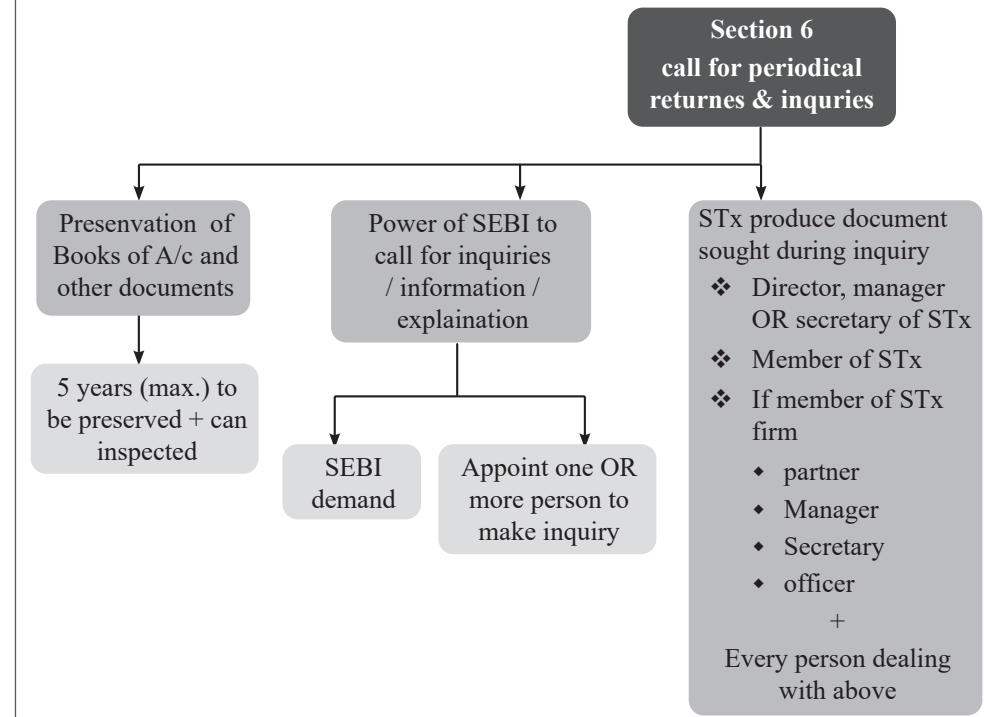 Section 6
call for periodical
returnes & inquries
Presenvation of
Books of A/c and
other documents
5 years (max.) to
be preserved + can
inspected
Power of SEBI to
call for inquiries
/ information /
explaination
SEBI
demand
Appoint one OR
more person to
make inquiry
STx produce document
sought during inquiry
❖ Director, manager
OR secretary of STx
❖ Member of STx
❖ If member of STx
firm
◆ partner
◆ Manager
◆ Secretary
◆ officer
+
Every person dealing
with above